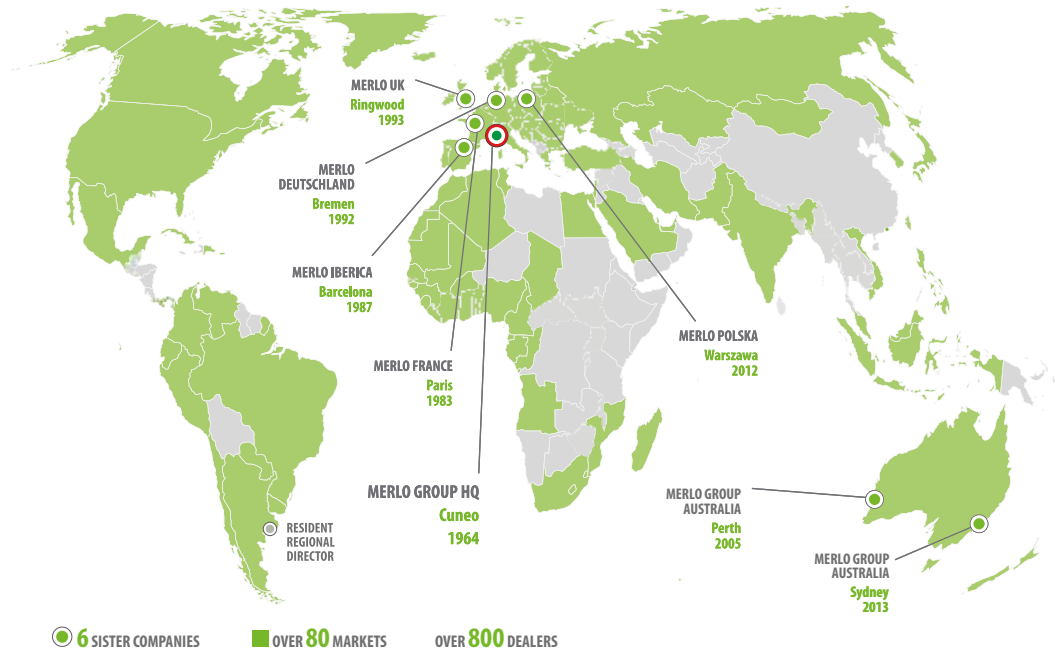 MERLO UK
Ringwood
1993
MERLO
DEUTSCHLAND
Bremen
1992
MERLO IBERICA
Barcelona
1987
MERLO FRANCE
Paris
1983
MERLO GROUP HQ
Cuneo
1964
MERLO POLSKA
Warszawa
2012
MERLO GROUP
AUSTRALIA
Perth
2005
MERLO GROUP
AUSTRALIA
Sydney
2013
RESIDENT
REGIONAL
DIRECTOR
6 SISTER COMPANIES
OVER 80 MARKETS
OVER 800 DEALERS